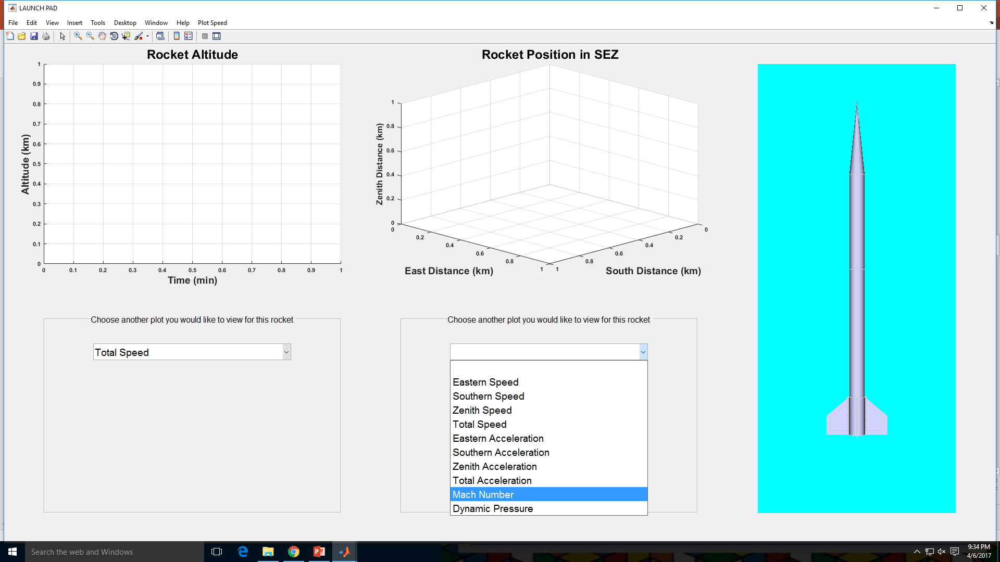 LAUNCH PAD
File Edit View Insert Tools Desktop Window Help Plot Speed
Rocket Altitude
1
0.9
0.8
0.7
0.6
0.5
0.4
0.3
0.2
0.1
0
Altitude (km)
0 0.1 0.2 0.3 0.4 0.5 0.6 0.7 0.8 0.9 1
Time (min)
Rocket Position in SEZ
1
0.8
0.6
0.4
0.2
0
Zenith Distance (km)
0
0.2
0.4
0.6
0.8
1
East Distance (km)
0
0.2
0.4
0.6
0.8
1
South Distance (km)
Choose another plot you would like to view for this rocket
Total Speed
Choose another plot you would like to view for this rocket
Eastern Speed
Southern Speed
Zenith Speed
Total Speed
Eastern Acceleration
Southern Acceleration
Zenith Acceleration
Total Acceleration
Mach Number
Dynamic Pressure
Search the web and Windows
9:34 PM
4/6/2017